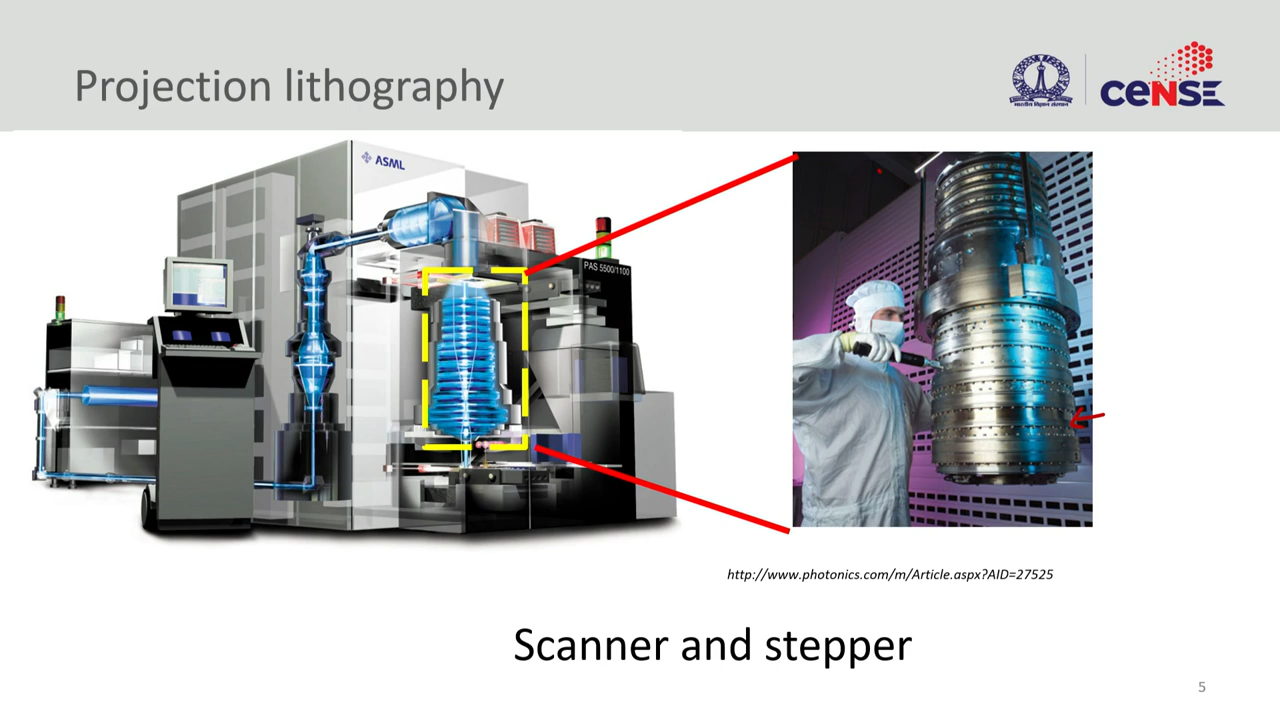 Projection lithography
भारतीय विज्ञान संस्थान
ceNSE
ASML
PAS 5500/1100
http://www.photonics.com/m/Article.aspx?AID=27525
Scanner and stepper
5